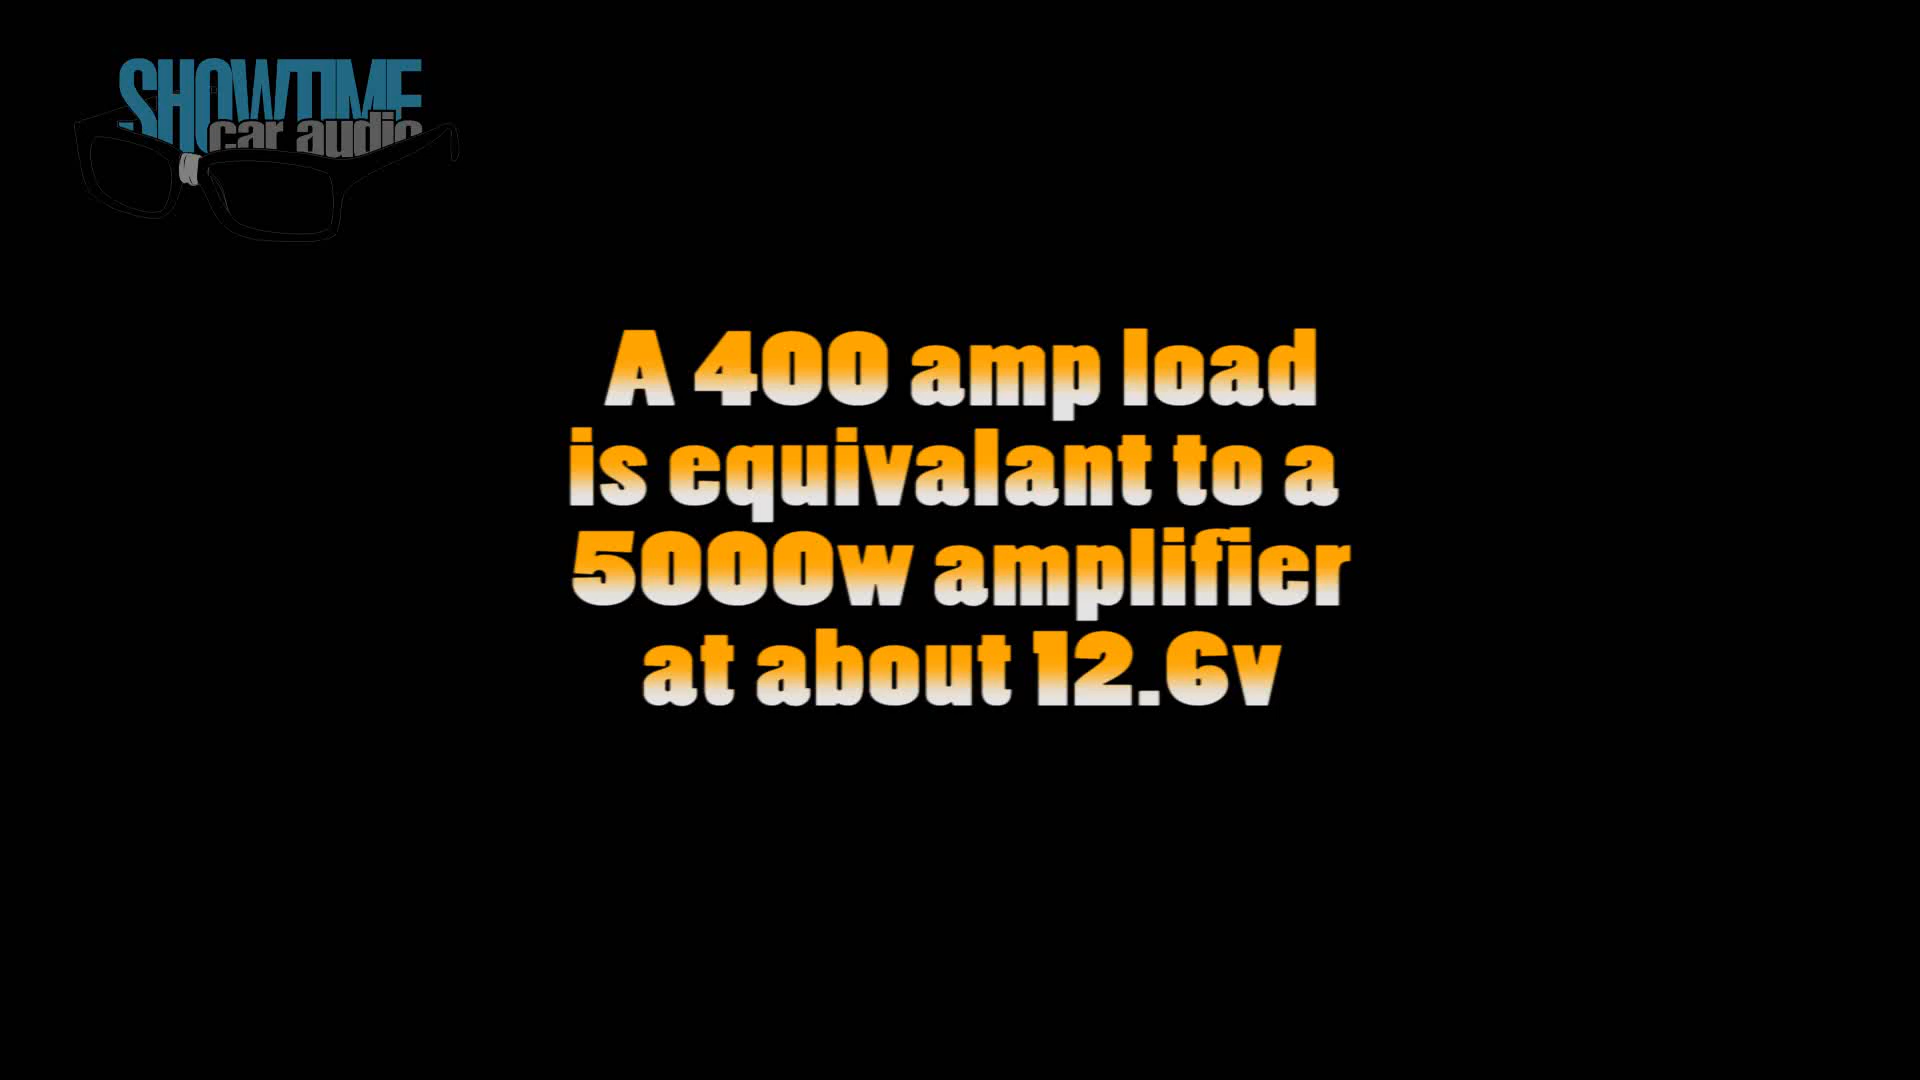 SHOWTIME
car audio
A 400 amp load
is equivalant to a
5000w amplifier
at about 12.6v